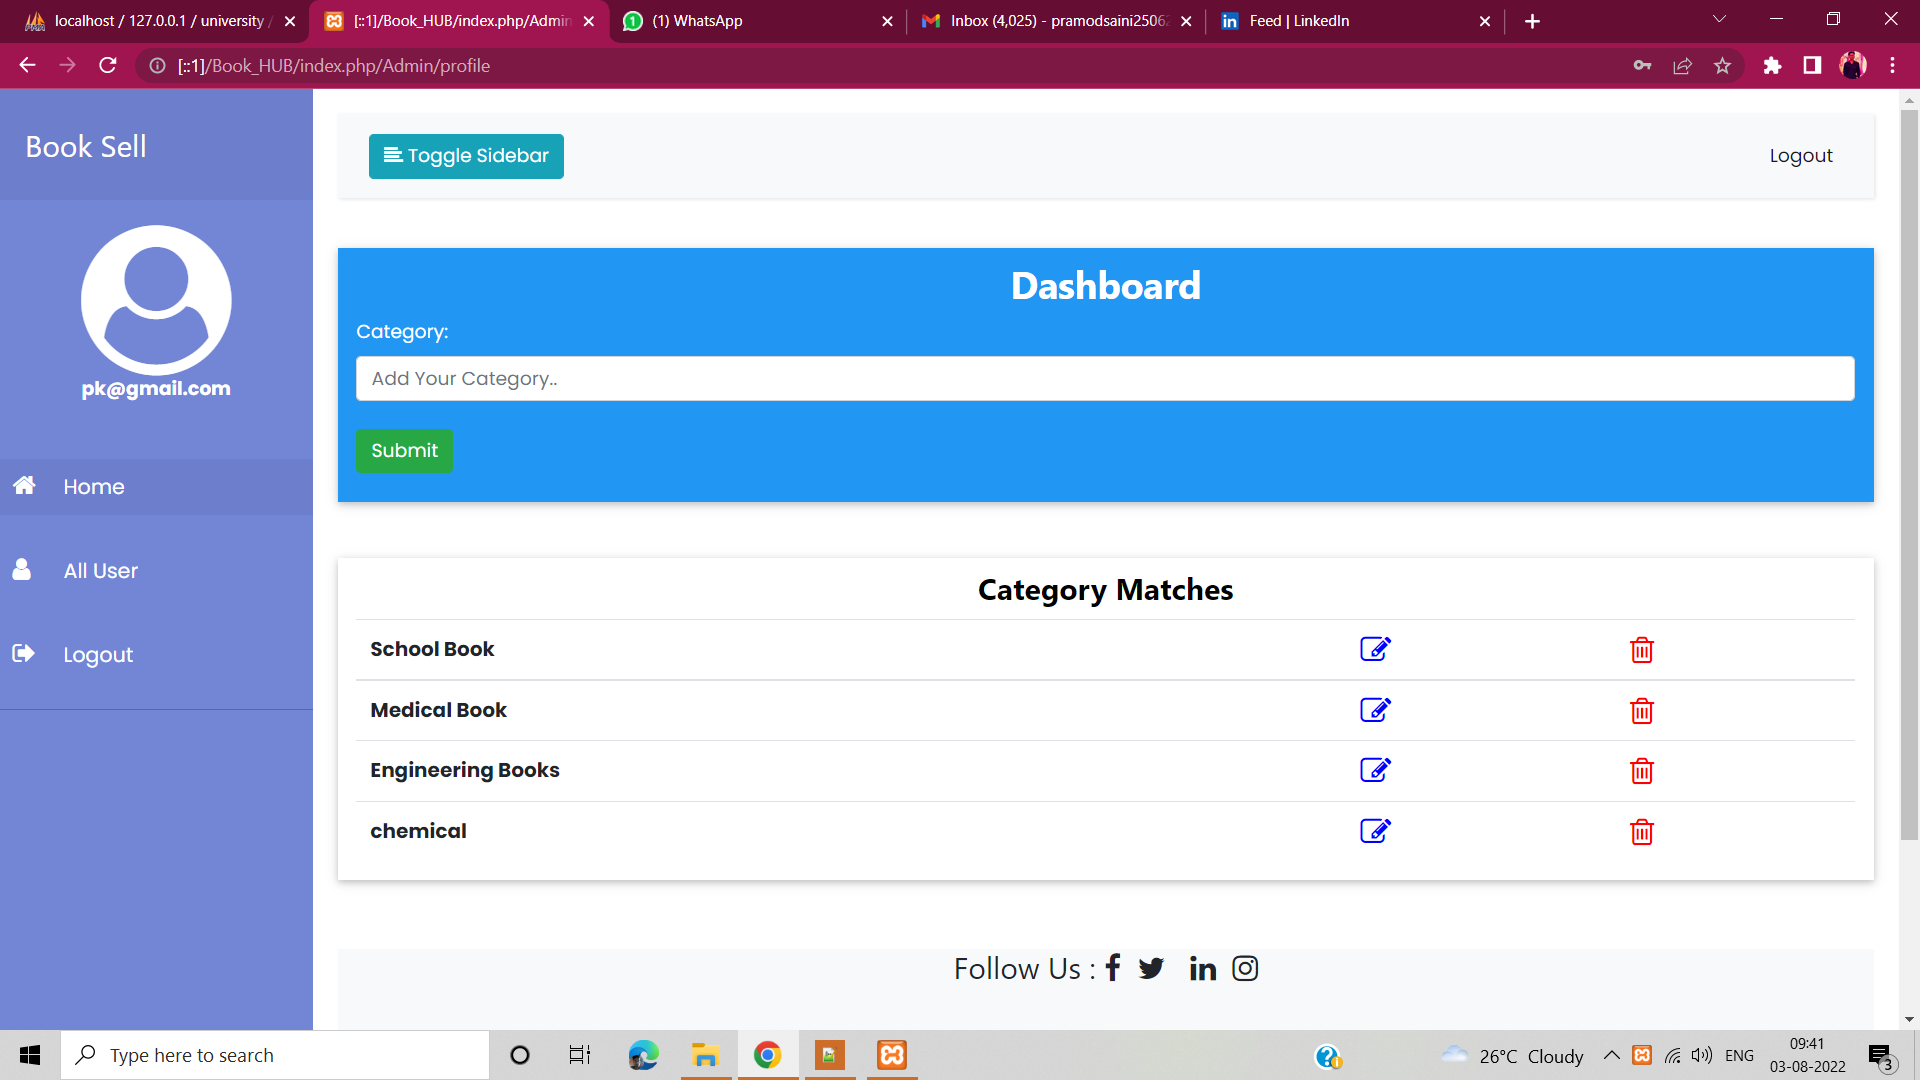 localhost / 127.0.0.1 / university /
[::1]/Book_HUB/index.php/Admin
(1) WhatsApp
Inbox (4,025) - pramodsaini2506
Feed | LinkedIn
[::1]/Book_HUB/index.php/Admin/profile
Book Sell
Toggle Sidebar
Logout
pk@gmail.com
Home
All User
Logout
Dashboard
Category:
Add Your Category..
Submit
Category Matches
School Book
Medical Book
Engineering Books
chemical
Follow Us :
Type here to search
26°C Cloudy
ENG
09:41
03-08-2022
3